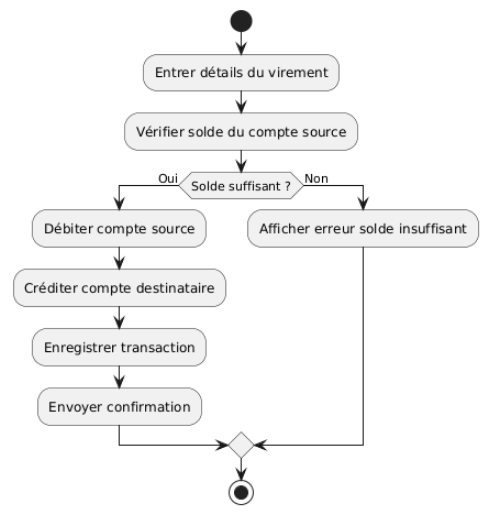 Entrer détails du virement
Vérifier solde du compte source
Oui
Solde suffisant ?
Non
Débiter compte source
Afficher erreur solde insuffisant
Créditer compte destinataire
Enregistrer transaction
Envoyer confirmation